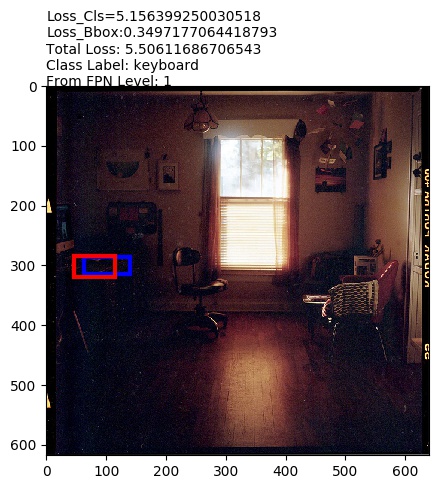 Loss_Cls=5.156399250030518
Loss_Bbox:0.3497177064418793
Total Loss: 5.50611686706543
Class Label: keyboard
From FPN Level: 1
0
100
200
300
400
500
600
0
100
200
300
400
500
600